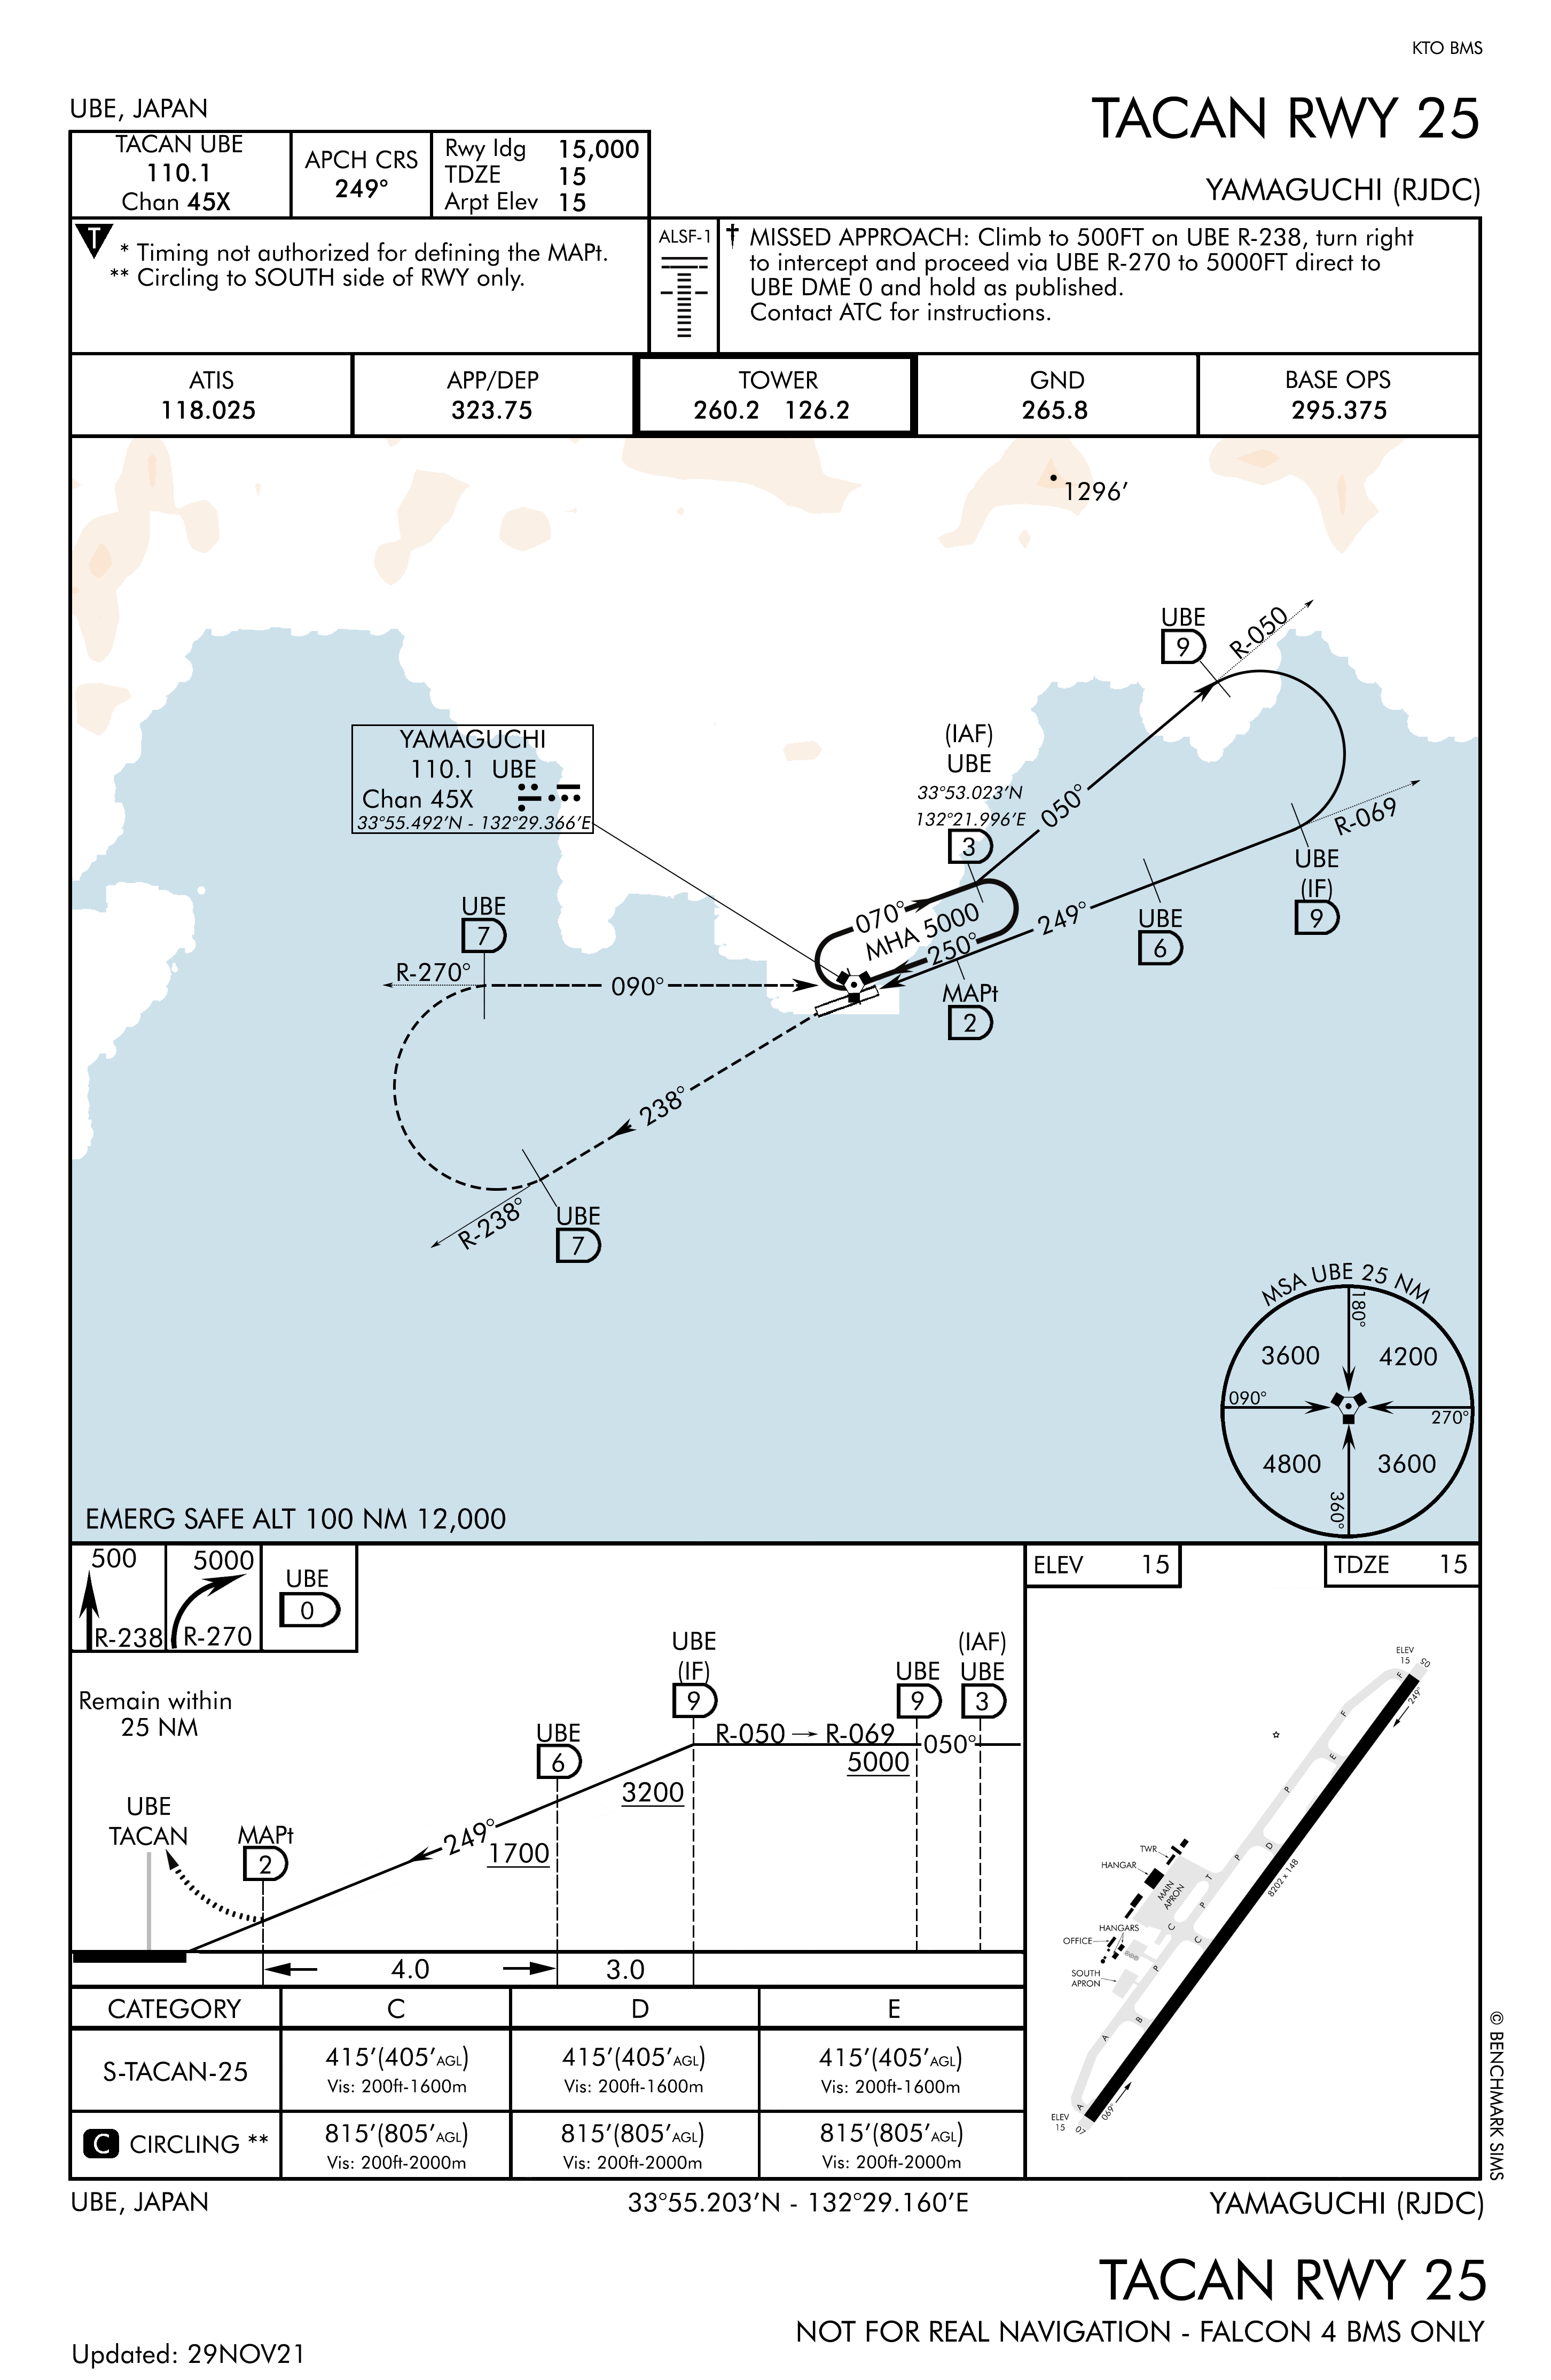 KTO BMS
UBE, JAPAN
TACAN RWY 25
YAMAGUCHI (RJDC)
TACAN UBE
110.1
Chan 45X
APCH CRS
249°
Rwy ldg 15,000
TDZE 15
Arpt Elev 15
T
* Timing not authorized for defining the MAPt.
** Circling to SOUTH side of RWY only.
ALSF-1
† MISSED APPROACH: Climb to 500FT on UBE R-238, turn right
to intercept and proceed via UBE R-270 to 5000FT direct to
UBE DME 0 and hold as published.
Contact ATC for instructions.
ATIS
118.025
APP/DEP
323.75
TOWER
260.2 126.2
GND
265.8
BASE OPS
295.375
1296'
UBE
9
R-050
YAMAGUCHI
110.1 UBE
Chan 45X
33°55.492'N - 132°29.366'E
(IAF)
UBE
33°53.023'N
132°21.996'E
3
050°
R-069
UBE
(IF)
9
UBE
6
249°
070°
MHA 5000
250°
MAPt
2
UBE
7
R-270°
090°
238°
R-238°
UBE
7
MSA UBE 25 NM
180°
3600
4200
090°
270°
4800
3600
360°
EMERG SAFE ALT 100 NM 12,000
500
R-238
5000
R-270
UBE
0
ELEV 15
TDZE 15
Remain within
25 NM
UBE
TACAN
MAPt
2
UBE
6
UBE
(IF)
9
UBE
9
(IAF)
UBE
3
R-050 → R-069
050°
5000
3200
249°
1700
4.0
3.0
ELEV
15
05
249°
F
F
E
P
D
P
T
P
C
P
C
P
B
A
A
TWR
HANGAR
MAIN
APRON
HANGARS
OFFICE
SOUTH
APRON
8202 x 148
ELEV
15
07
069°
CATEGORY C D E
S-TACAN-25
415'(405'AGL) 415'(405'AGL) 415'(405'AGL)
Vis: 200ft-1600m Vis: 200ft-1600m Vis: 200ft-1600m
C CIRCLING **
815'(805'AGL) 815'(805'AGL) 815'(805'AGL)
Vis: 200ft-2000m Vis: 200ft-2000m Vis: 200ft-2000m
© BENCHMARK SIMS
UBE, JAPAN
33°55.203'N - 132°29.160'E
YAMAGUCHI (RJDC)
TACAN RWY 25
NOT FOR REAL NAVIGATION - FALCON 4 BMS ONLY
Updated: 29NOV21